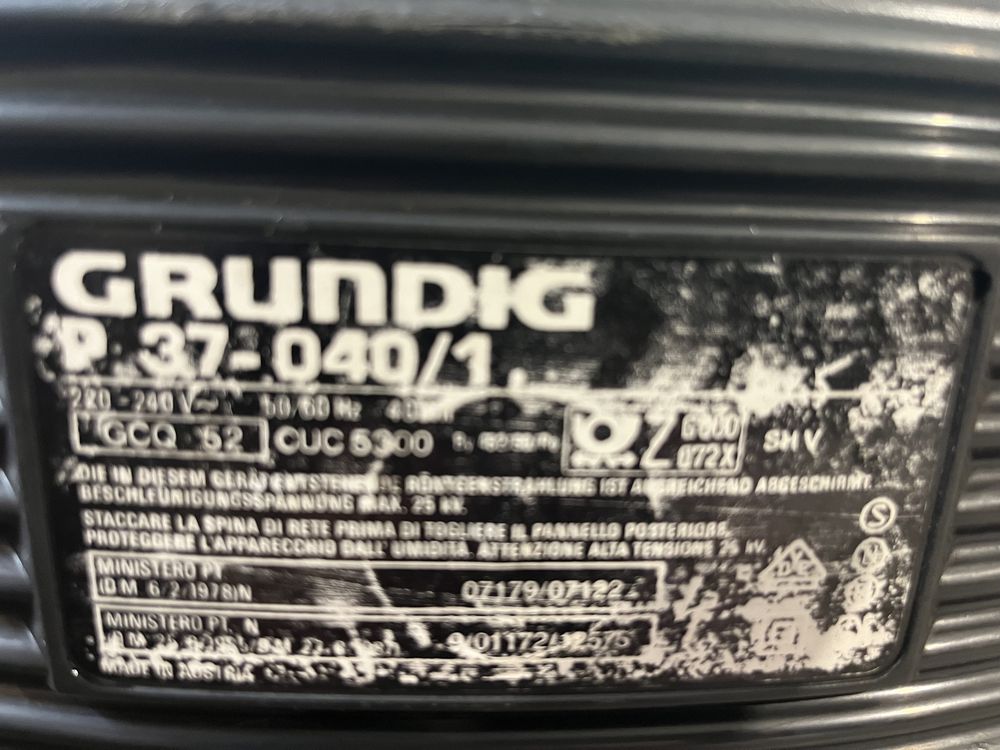 GRUNDIG
P 37-040/1
220-240 V~ 50/60 Hz
GCQ 52 CUC 5300 Z G600 072X SH V
DIE IN DIESEM GERÄT ENTSTEHENDE RÖNTGENSTRAHLUNG IST AUSREICHEND ABGESCHIRMT.
BESCHLEUNIGUNGSSPANNUNG MAX. 25 kV.
STACCARE LA SPINA DI RETE PRIMA DI TOGLIERE IL PANNELLO POSTERIORE.
PROTEGGERE L'APPARECCHIO DALL'UMIDITA. ATTENZIONE ALTA TENSIONE 25 kV.
S
MINISTERO PT
(D M 6/2/1978)N 07179/07122
MINISTERO PT. N
9/01172/12575
MADE IN AUSTRIA